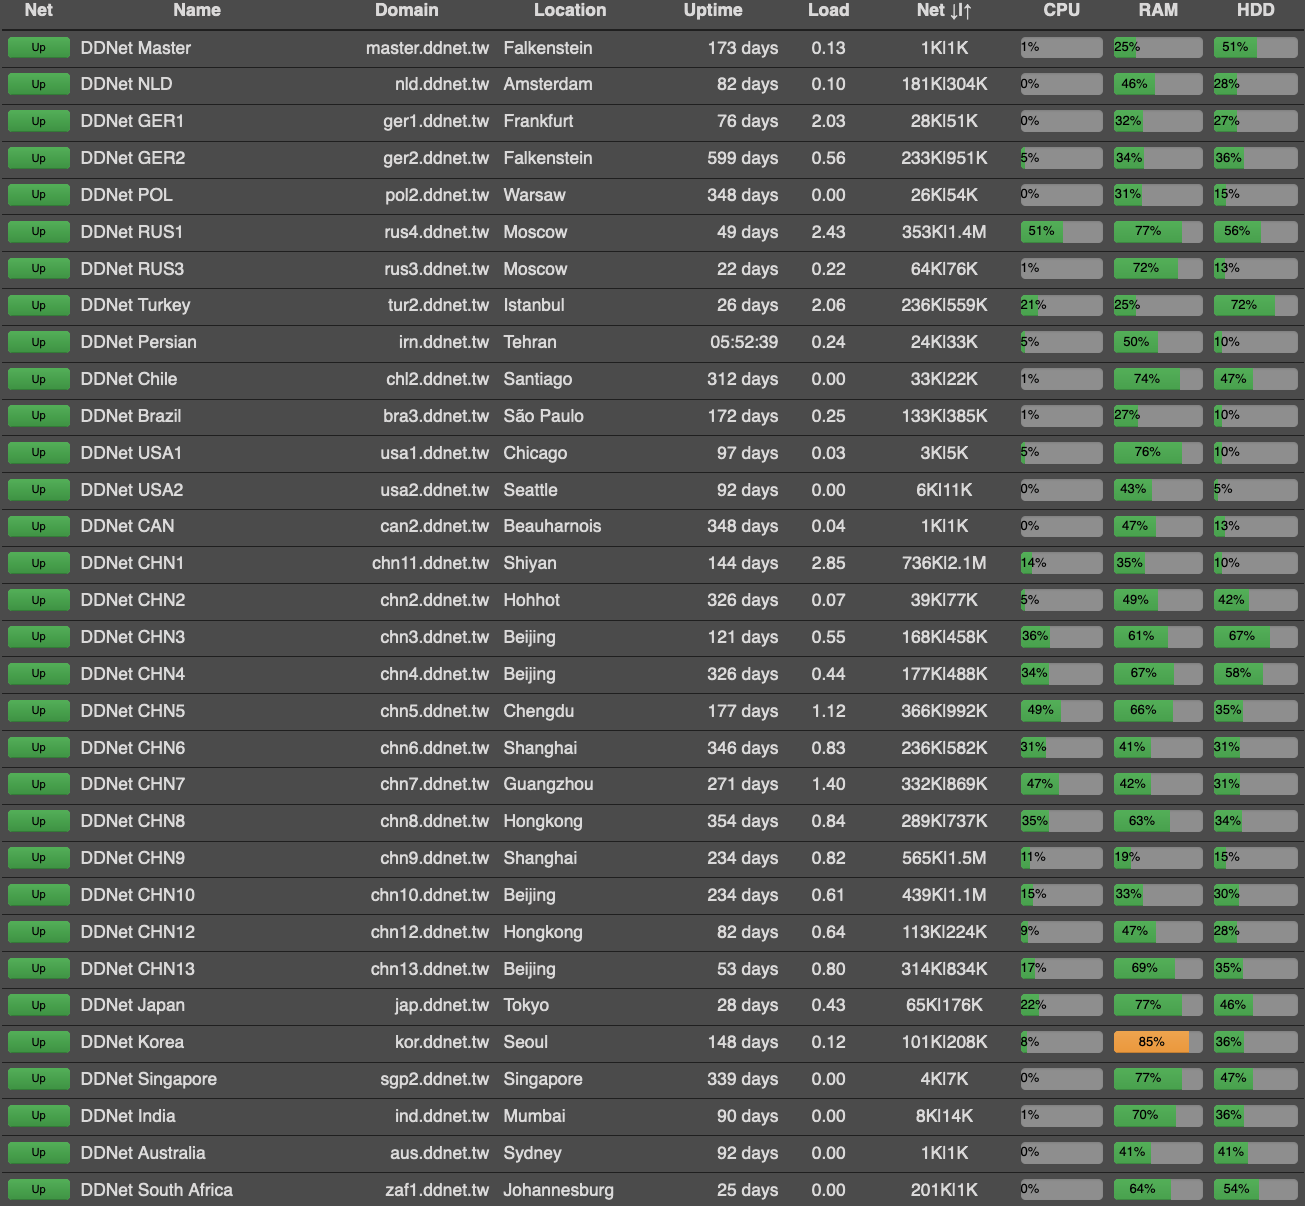 Net Name Domain Location Uptime Load Net ↓|↑ CPU RAM HDD
Up DDNet Master master.ddnet.tw Falkenstein 173 days 0.13 1K|1K 1% 25% 51%
Up DDNet NLD nld.ddnet.tw Amsterdam 82 days 0.10 181K|304K 0% 46% 28%
Up DDNet GER1 ger1.ddnet.tw Frankfurt 76 days 2.03 28K|51K 0% 32% 27%
Up DDNet GER2 ger2.ddnet.tw Falkenstein 599 days 0.56 233K|951K 5% 34% 36%
Up DDNet POL pol2.ddnet.tw Warsaw 348 days 0.00 26K|54K 0% 31% 15%
Up DDNet RUS1 rus4.ddnet.tw Moscow 49 days 2.43 353K|1.4M 51% 77% 56%
Up DDNet RUS3 rus3.ddnet.tw Moscow 22 days 0.22 64K|76K 1% 72% 13%
Up DDNet Turkey tur2.ddnet.tw Istanbul 26 days 2.06 236K|559K 21% 25% 72%
Up DDNet Persian irn.ddnet.tw Tehran 05:52:39 0.24 24K|33K 5% 50% 10%
Up DDNet Chile chl2.ddnet.tw Santiago 312 days 0.00 33K|22K 1% 74% 47%
Up DDNet Brazil bra3.ddnet.tw São Paulo 172 days 0.25 133K|385K 1% 27% 10%
Up DDNet USA1 usa1.ddnet.tw Chicago 97 days 0.03 3K|5K 5% 76% 10%
Up DDNet USA2 usa2.ddnet.tw Seattle 92 days 0.00 6K|11K 0% 43% 5%
Up DDNet CAN can2.ddnet.tw Beauharnois 348 days 0.04 1K|1K 0% 47% 13%
Up DDNet CHN1 chn11.ddnet.tw Shiyan 144 days 2.85 736K|2.1M 14% 35% 10%
Up DDNet CHN2 chn2.ddnet.tw Hohhot 326 days 0.07 39K|77K 5% 49% 42%
Up DDNet CHN3 chn3.ddnet.tw Beijing 121 days 0.55 168K|458K 36% 61% 67%
Up DDNet CHN4 chn4.ddnet.tw Beijing 326 days 0.44 177K|488K 34% 67% 58%
Up DDNet CHN5 chn5.ddnet.tw Chengdu 177 days 1.12 366K|992K 49% 66% 35%
Up DDNet CHN6 chn6.ddnet.tw Shanghai 346 days 0.83 236K|582K 31% 41% 31%
Up DDNet CHN7 chn7.ddnet.tw Guangzhou 271 days 1.40 332K|869K 47% 42% 31%
Up DDNet CHN8 chn8.ddnet.tw Hongkong 354 days 0.84 289K|737K 35% 63% 34%
Up DDNet CHN9 chn9.ddnet.tw Shanghai 234 days 0.82 565K|1.5M 11% 19% 15%
Up DDNet CHN10 chn10.ddnet.tw Beijing 234 days 0.61 439K|1.1M 15% 33% 30%
Up DDNet CHN12 chn12.ddnet.tw Hongkong 82 days 0.64 113K|224K 9% 47% 28%
Up DDNet CHN13 chn13.ddnet.tw Beijing 53 days 0.80 314K|834K 17% 69% 35%
Up DDNet Japan jap.ddnet.tw Tokyo 28 days 0.43 65K|176K 22% 77% 46%
Up DDNet Korea kor.ddnet.tw Seoul 148 days 0.12 101K|208K 8% 85% 36%
Up DDNet Singapore sgp2.ddnet.tw Singapore 339 days 0.00 4K|7K 0% 77% 47%
Up DDNet India ind.ddnet.tw Mumbai 90 days 0.00 8K|14K 1% 70% 36%
Up DDNet Australia aus.ddnet.tw Sydney 92 days 0.00 1K|1K 0% 41% 41%
Up DDNet South Africa zaf1.ddnet.tw Johannesburg 25 days 0.00 201K|1K 0% 64% 54%